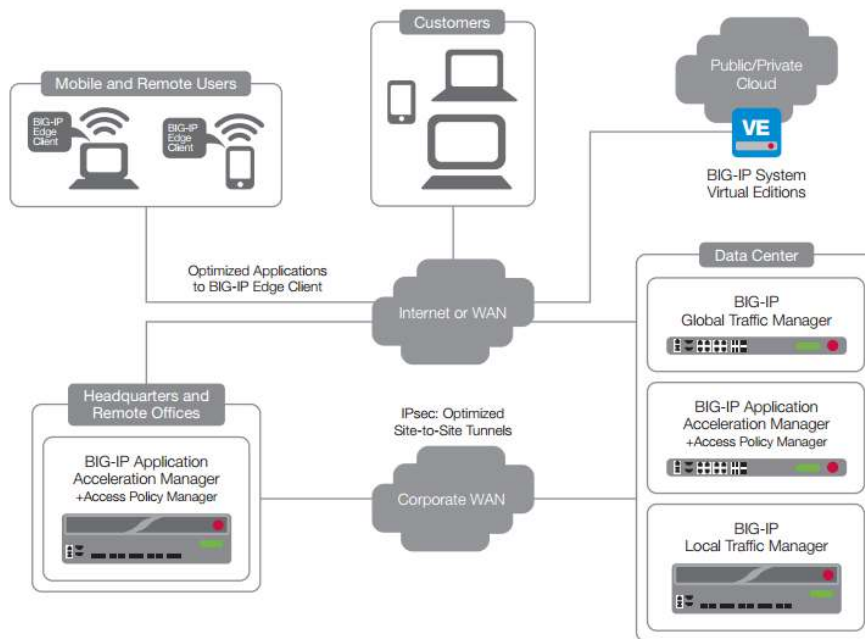 Customers
Mobile and Remote Users
BIG-IP
Edge
Client
BIG-IP
Edge
Client
Public/Private
Cloud
VE
BIG-IP System
Virtual Editions
Optimized Applications
to BIG-IP Edge Client
Internet or WAN
Data Center
BIG-IP
Global Traffic Manager
Headquarters and
Remote Offices
BIG-IP Application
Acceleration Manager
+Access Policy Manager
IPsec: Optimized
Site-to-Site Tunnels
Corporate WAN
BIG-IP Application
Acceleration Manager
+Access Policy Manager
BIG-IP
Local Traffic Manager